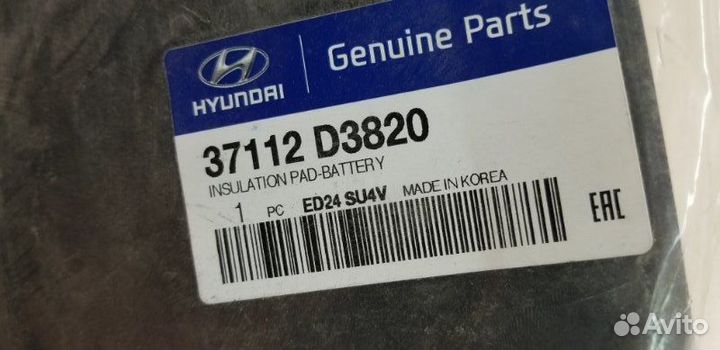 HYUNDAI
Genuine Parts
37112 D3820
INSULATION PAD-BATTERY
1 PC ED24 SU4V MADE IN KOREA
EAC
Avito